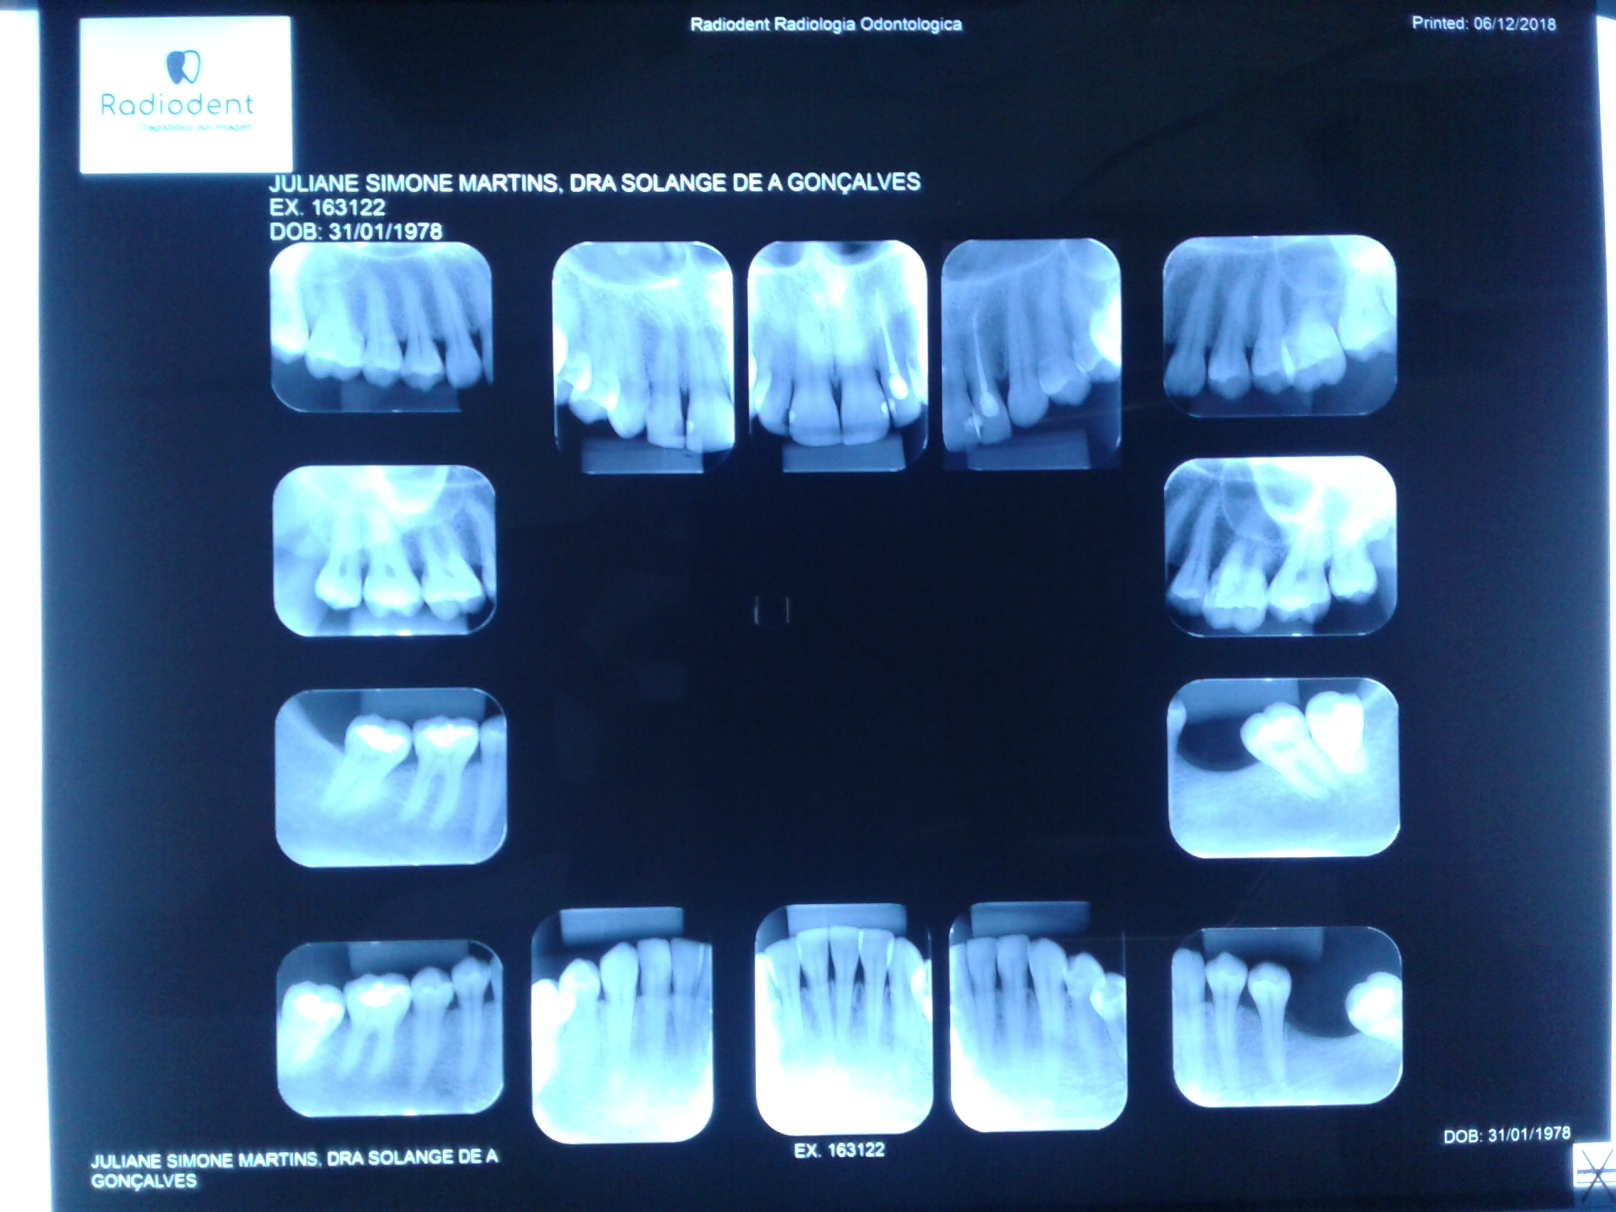 Radiodent Radiologia Odontologica
Printed: 06/12/2018
Radiodent
JULIANE SIMONE MARTINS, DRA SOLANGE DE A GONÇALVES
EX. 163122
DOB: 31/01/1978
JULIANE SIMONE MARTINS, DRA SOLANGE DE A
GONÇALVES
EX. 163122
DOB: 31/01/1978